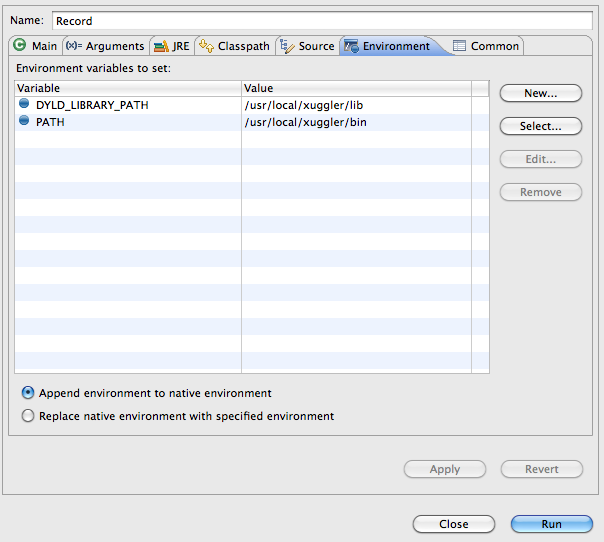 Name: Record
Main (x)= Arguments JRE Classpath Source Environment Common
Environment variables to set:
Variable Value
DYLD_LIBRARY_PATH /usr/local/xuggler/lib
PATH /usr/local/xuggler/bin
New...
Select...
Edit...
Remove
Append environment to native environment
Replace native environment with specified environment
Apply Revert
Close Run